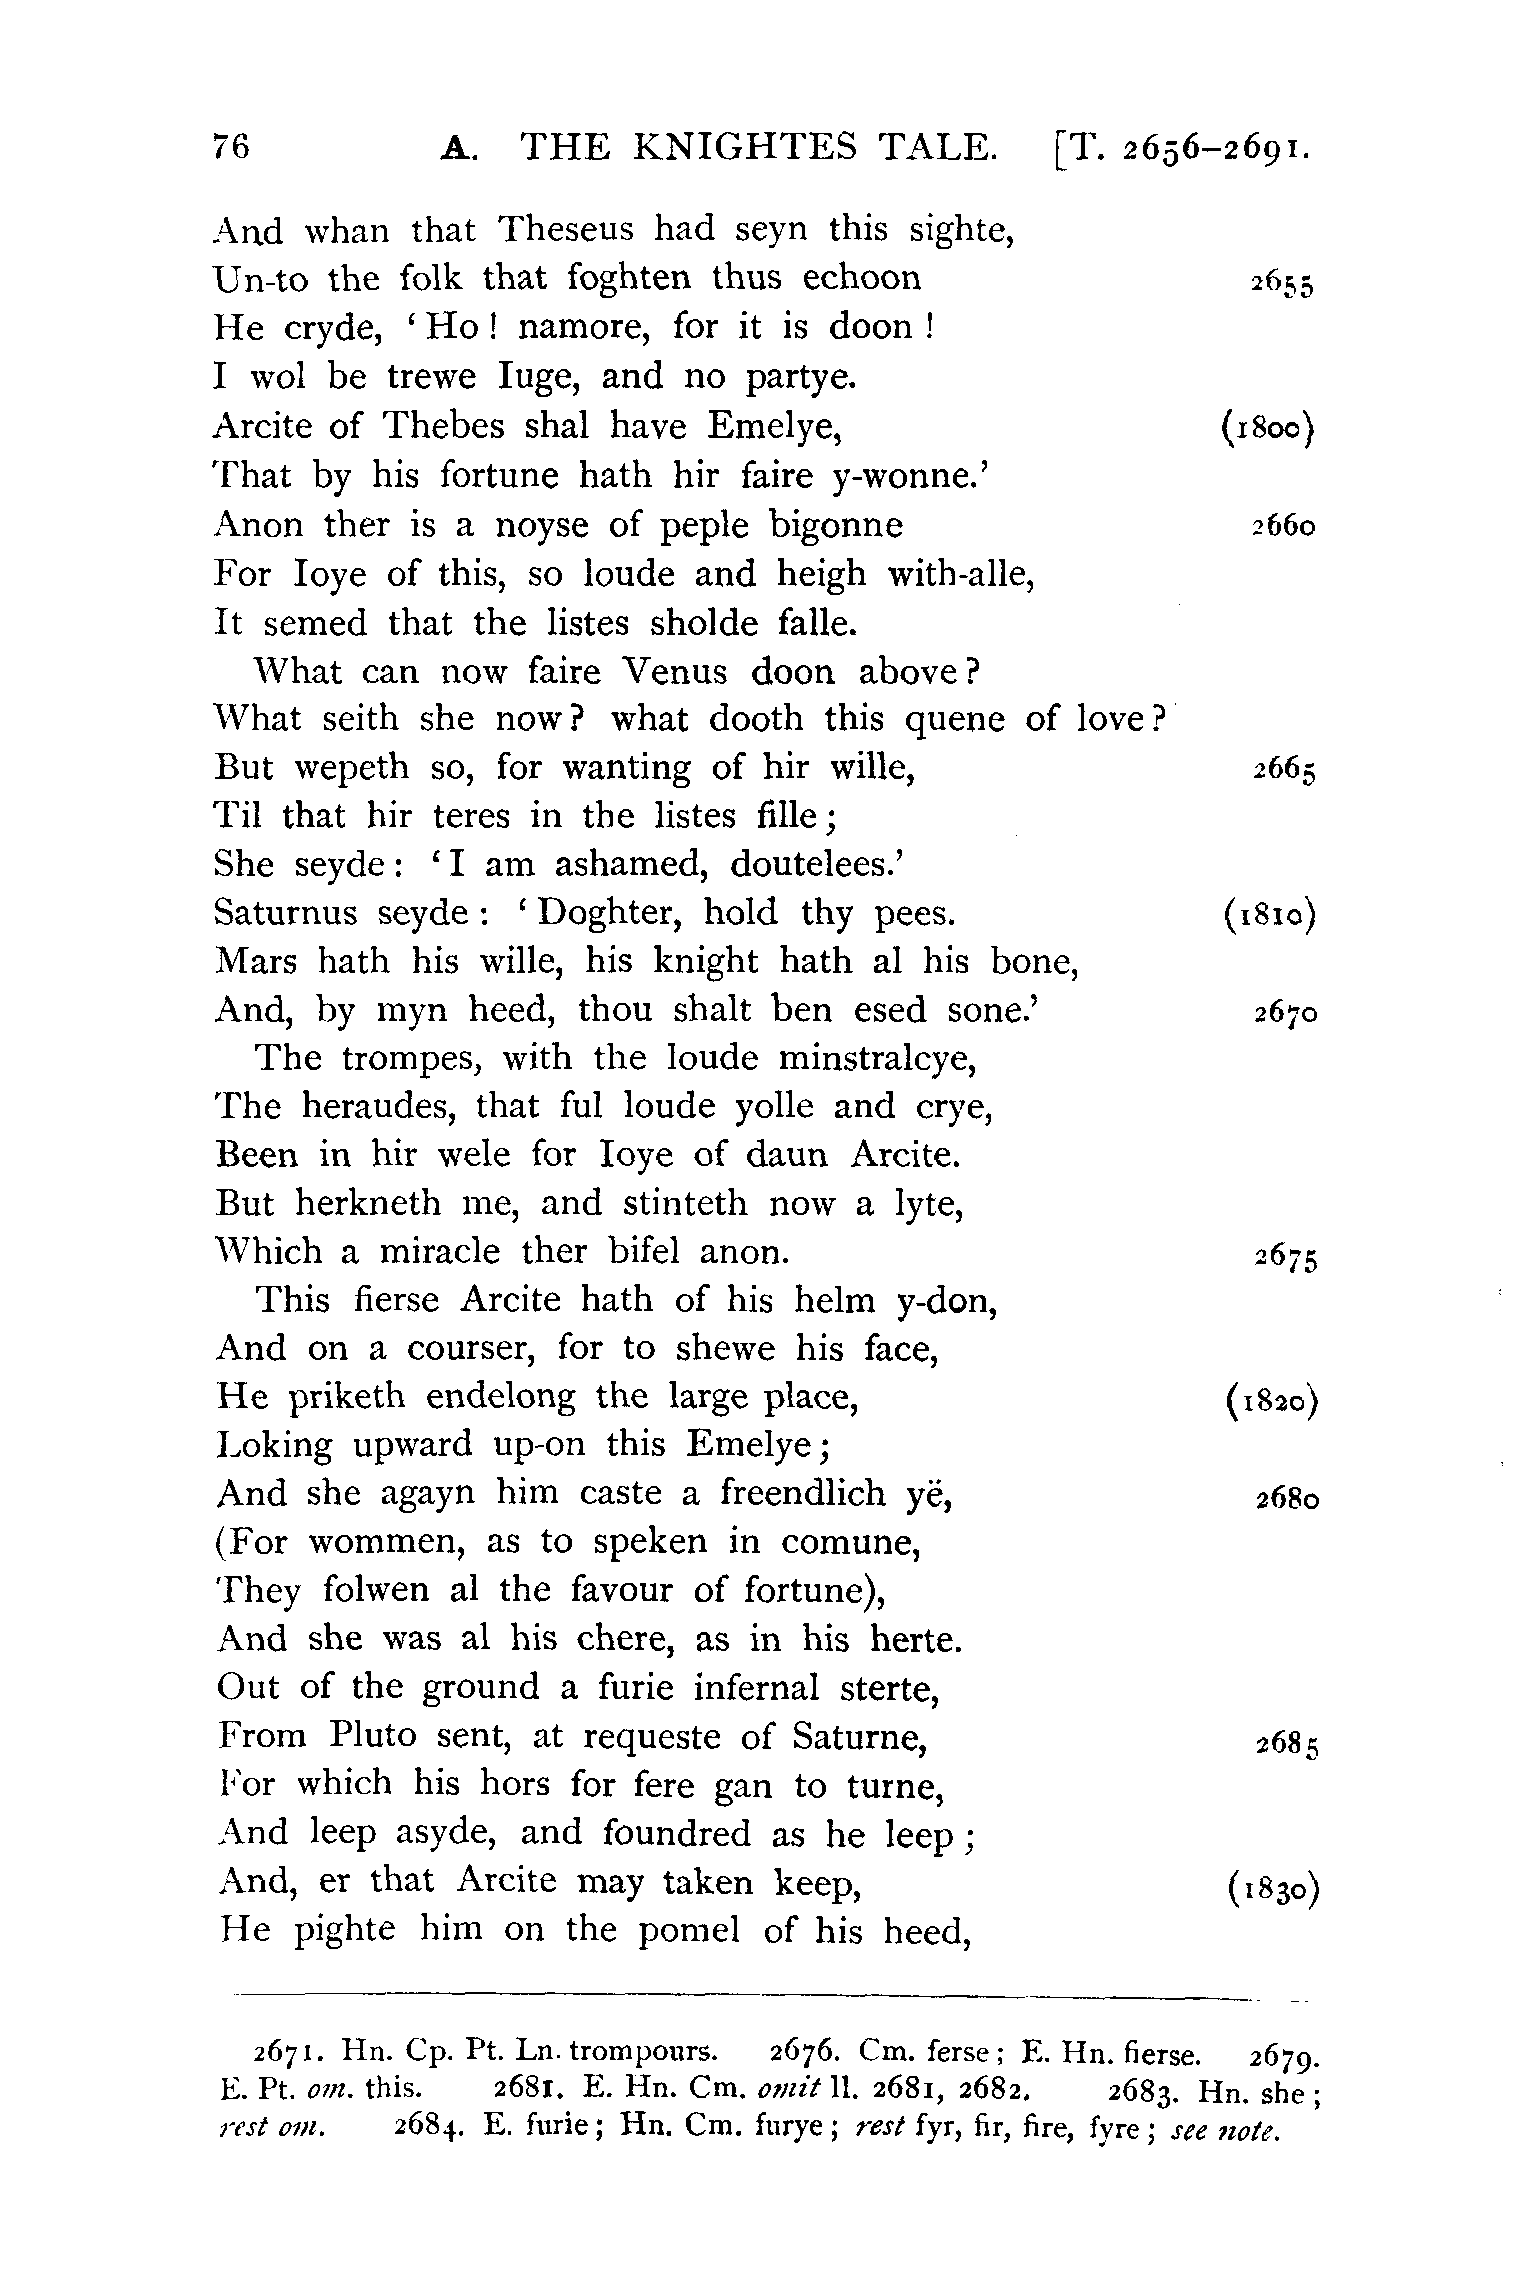 76 A. THE KNIGHTES TALE. [T. 2656–2691.
And whan that Theseus had seyn this sighte,
Un-to the folk that foghten thus echoon 2655
He cryde, ‘Ho! namore, for it is doon!
I wol be trewe Iuge, and no partye.
Arcite of Thebes shal have Emelye, (1800)
That by his fortune hath hir faire y-wonne.’
Anon ther is a noyse of peple bigonne 2660
For Ioye of this, so loude and heigh with-alle,
It semed that the listes sholde falle.
What can now faire Venus doon above?
What seith she now? what dooth this quene of love?
But wepeth so, for wanting of hir wille, 2665
Til that hir teres in the listes fille;
She seyde: ‘I am ashamed, doutelees.’
Saturnus seyde: ‘Doghter, hold thy pees. (1810)
Mars hath his wille, his knight hath al his bone,
And, by myn heed, thou shalt ben esed sone.’ 2670
The trompes, with the loude minstralcye,
The heraudes, that ful loude yolle and crye,
Been in hir wele for Ioye of daun Arcite.
But herkneth me, and stinteth now a lyte,
Which a miracle ther bifel anon. 2675
This fierse Arcite hath of his helm y-don,
And on a courser, for to shewe his face,
He priketh endelong the large place, (1820)
Loking upward up-on this Emelye;
And she agayn him caste a freendlich yë, 2680
(For wommen, as to speken in comune,
They folwen al the favour of fortune),
And she was al his chere, as in his herte.
Out of the ground a furie infernal sterte,
From Pluto sent, at requeste of Saturne, 2685
For which his hors for fere gan to turne,
And leep asyde, and foundred as he leep;
And, er that Arcite may taken keep, (1830)
He pighte him on the pomel of his heed,
2671. Hn. Cp. Pt. Ln. trompours. 2676. Cm. ferse; E. Hn. fierse. 2679.
E. Pt. om. this. 2681. E. Hn. Cm. omit ll. 2681, 2682. 2683. Hn. she;
rest om. 2684. E. furie; Hn. Cm. furye; rest fyr, fir, fire, fyre; see note.